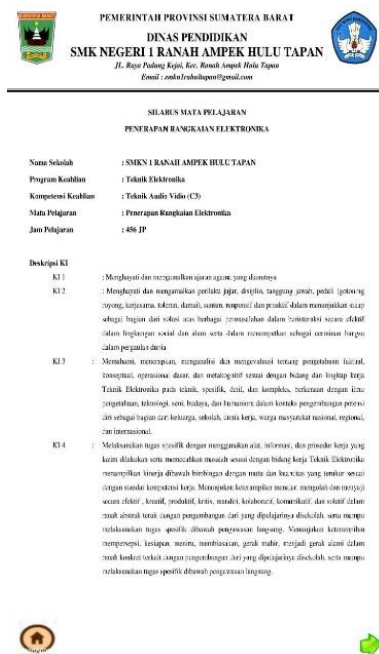 PEMERINTAH PROVINSI SUMATERA BARAT
DINAS PENDIDIKAN
SMK NEGERI 1 RANAH AMPEK HULU TAPAN
JL. Raya Padang Kejai, Kec. Ranah Ampek Hulu Tapan
Email : smkn1rahultapan@gmail.com
SILABUS MATA PELAJARAN
PENERAPAN RANGKAIAN ELEKTRONIKA
Nama Sekolah : SMKN 1 RANAH AMPEK HULU TAPAN
Program Keahlian : Teknik Elektronika
Kompetensi Keahlian : Teknik Audio Vidio (C3)
Mata Pelajaran : Penerapan Rangkaian Elektronika
Jam Pelajaran : 456 JP
Deskripsi KI
KI 1 : Menghayati dan mengamalkan ajaran agama yang dianutnya
KI 2 : Menghayati dan mengamalkan perilaku jujur, disiplin, tanggung jawab, peduli (gotong
royong, kerjasama, toleran, damai), santun, responsif dan proaktif dalam menunjukkan sikap
sebagai bagian dari solusi atas berbagai permasalahan dalam berinteraksi secara efektif
dalam lingkungan social dan alam serta dalam menempatkan sebagai cerminan bangsa
dalam pergaulan dunia
KI 3 : Memahami, menerapkan, menganalisi dan mengevaluasi tentang pengetahuan faktual,
konseptual, operasional dasar, dan metakognitif sesuai dengan bidang dan lingkup kerja
Teknik Elektronika pada teknik, spesifik, detil, dan kompleks, berkenaan dengan ilmu
pengetahuan, teknologi, seni, budaya, dan humaniora dalam konteks pengembangan potensi
diri sebagai bagian dari keluarga, sekolah, dunia kerja, warga masyarakat nasional, regional,
dan internasional.
KI 4 : Melaksanakan tugas spesifik dengan menggunakan alat, informasi, dan prosedur kerja yang
lazim dilakukan serta memecahkan masalah sesuai dengan bidang kerja Teknik Elektronika
menampilkan kinerja dibawah bimbingan dengan mutu dan kuantitas yang terukur sesuai
dengan standar kompetensi kerja. Menunjukan keterampilan menalar, mengolah dan menyaji
secara efektif, kreatif, produktif, kritis, mandiri, kolaboratif, komunikatif, dan solutif dalam
ranah abstrak terait dengan pengembangan dari yang dipelajarinya disekolah, serta mampu
melaksanakan tugas spesifik dibawah pengawasan langsung. Menunjukan keterampilan
mempersepsi, kesiapan, meniru, membiasakan, gerak mahir, menjadi gerak alami dalam
ranah konkret terkait dengan pengembangan dari yang dipelajarinya disekolah, serta mampu
melaksanakan tugas spesifik dibawah pengawasan langsung.